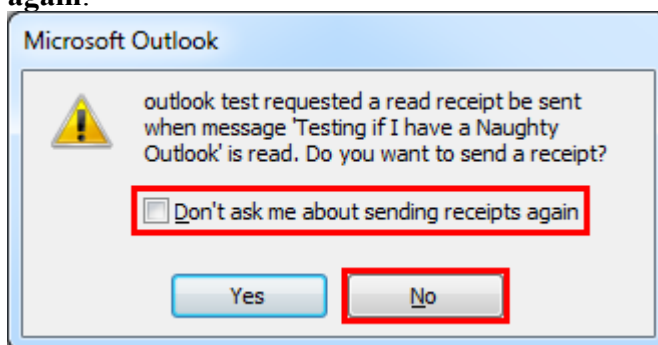 again.
Microsoft Outlook
outlook test requested a read receipt be sent
when message 'Testing if I have a Naughty
Outlook' is read. Do you want to send a receipt?
Don't ask me about sending receipts again
Yes
No